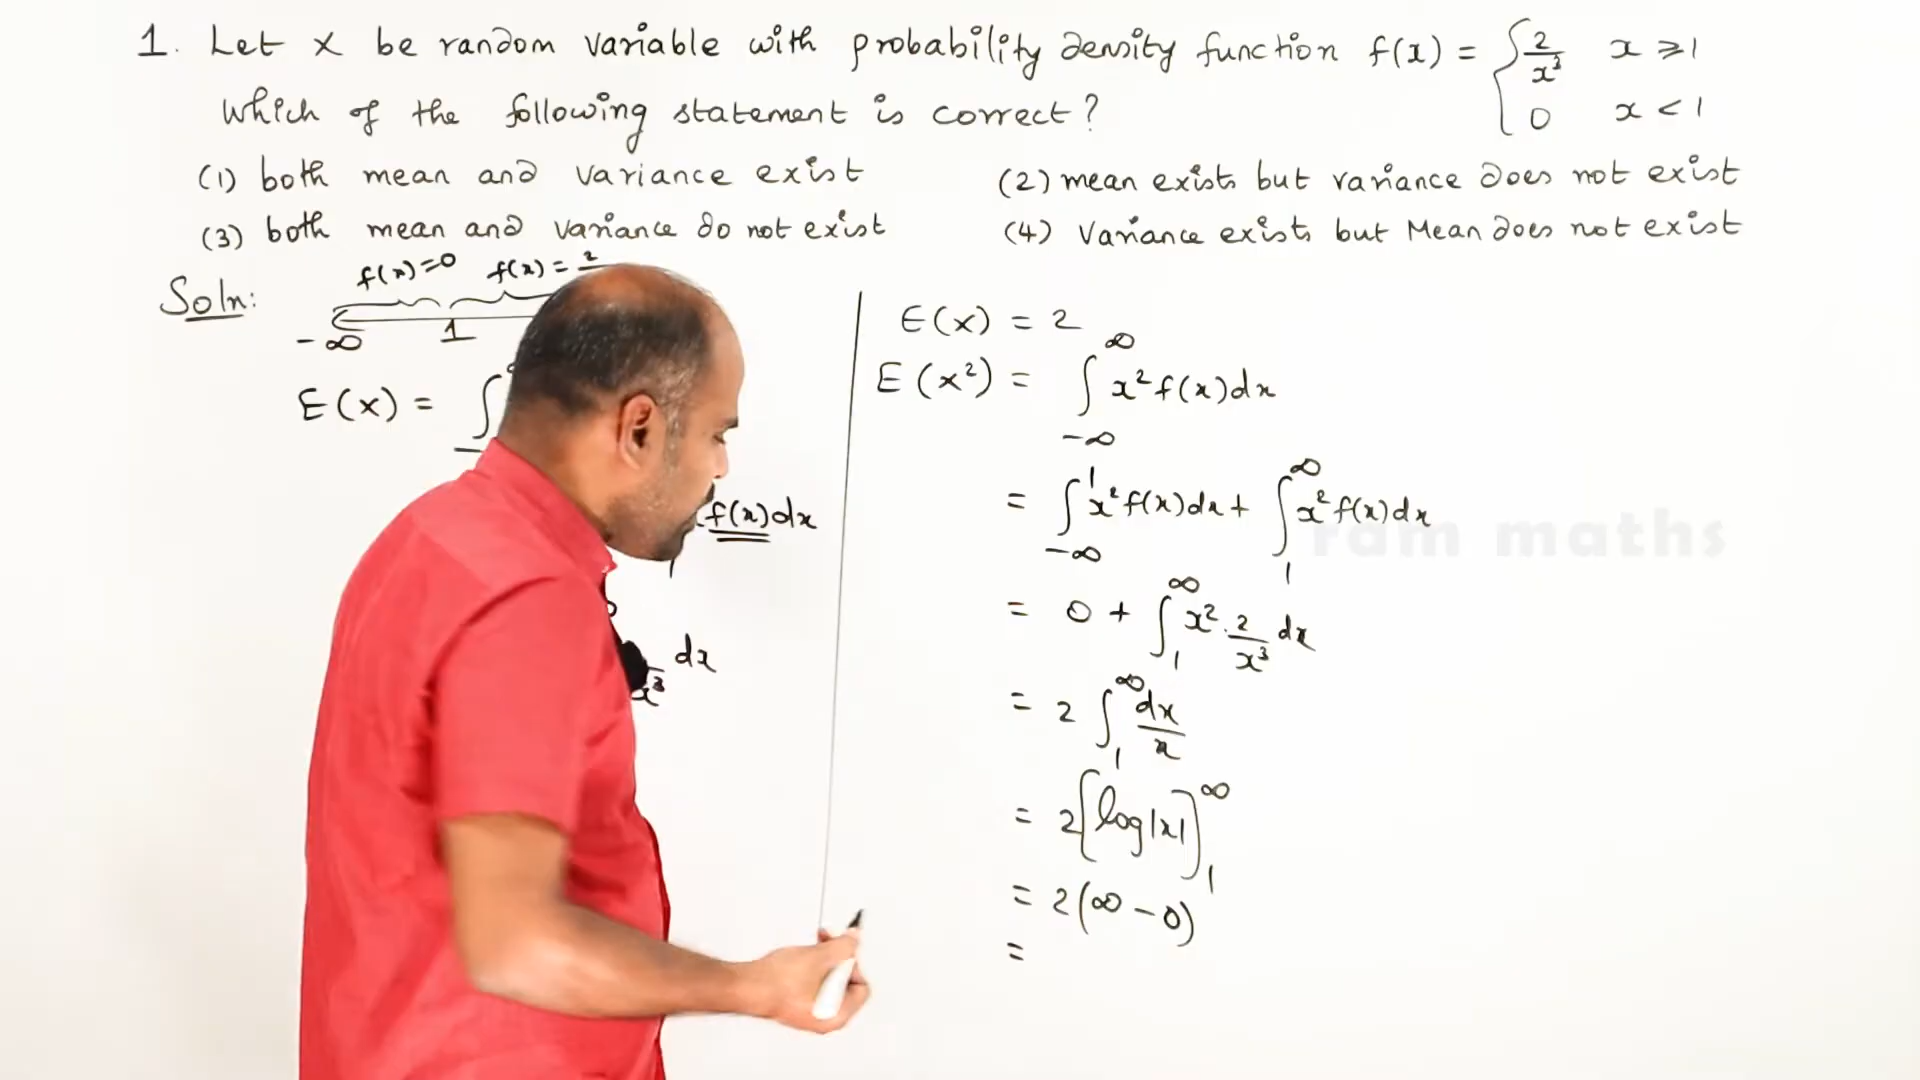 1. Let X be random variable with probability density function f(x) = { 2/x³ x ⩾ 1
0 x < 1
Which of the following statement is correct?
(1) both mean and variance exist
(2) mean exists but variance does not exist
(3) both mean and variance do not exist
(4) Variance exists but Mean does not exist
Soln:
f(x)=0 f(x) = 2
-∞ 1
E(X) = ∫
f(x)dx
x³ dx
E(X) = 2
E(X²) = ∫_{-∞}^{∞} x² f(x)dx
= ∫_{-∞}^{1} x² f(x)dx + ∫_{1}^{∞} x² f(x)dx
= 0 + ∫_{1}^{∞} x² · 2/x³ dx
= 2 ∫_{1}^{∞} dx/x
= 2[log|x|]_{1}^{∞}
= 2(∞ - 0)
=
ram maths